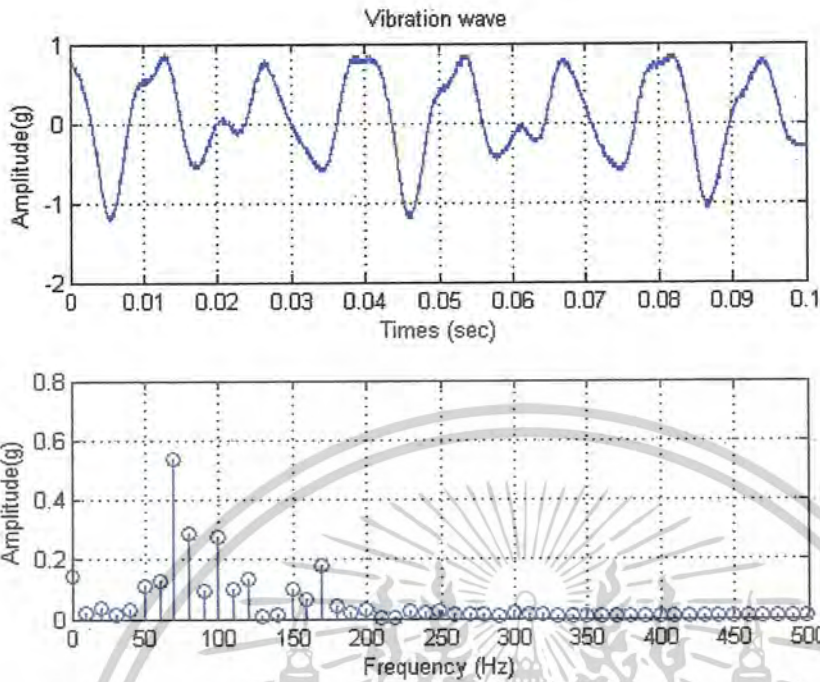 Vibration wave
Amplitude(g)
1
0
-1
-2
0 0.01 0.02 0.03 0.04 0.05 0.06 0.07 0.08 0.09 0.1
Times (sec)
Amplitude(g)
0.8
0.6
0.4
0.2
0
0 50 100 150 200 250 300 350 400 450 500
Frequency (Hz)